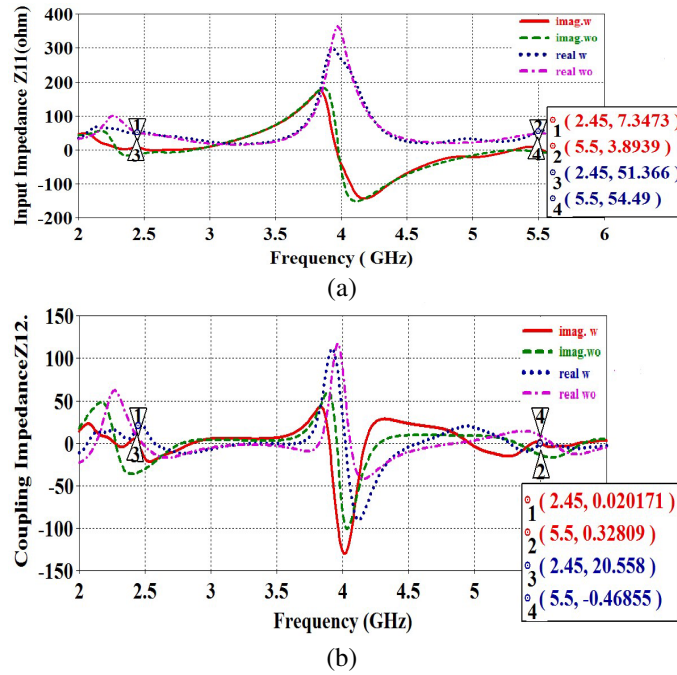 400
300
200
100
0
-100
-200
Input Impedance Z11(ohm)
imag.w
imag.wo
real w
real wo
1
3
2
4
1 ( 2.45, 7.3473 )
2 ( 5.5, 3.8939 )
3 ( 2.45, 51.366 )
4 ( 5.5, 54.49 )
2 2.5 3 3.5 4 4.5 5 5.5 6
Frequency ( GHz)
(a)
150
100
50
0
-50
-100
-150
Coupling ImpedanceZ12.
imag. w
imag.wo
real w
real wo
1
3
4
2
1 ( 2.45, 0.020171 )
2 ( 5.5, 0.32809 )
3 ( 2.45, 20.558 )
4 ( 5.5, -0.46855 )
2 2.5 3 3.5 4 4.5 5
Frequency (GHz)
(b)